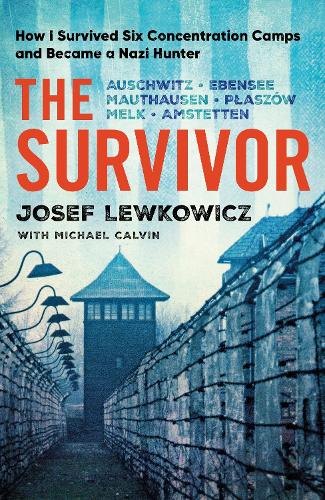 How I Survived Six Concentration Camps
and Became a Nazi Hunter
THE
AUSCHWITZ • EBENSEE
MAUTHAUSEN • PŁASZÓW
MELK • AMSTETTEN
SURVIVOR
JOSEF LEWKOWICZ
WITH MICHAEL CALVIN